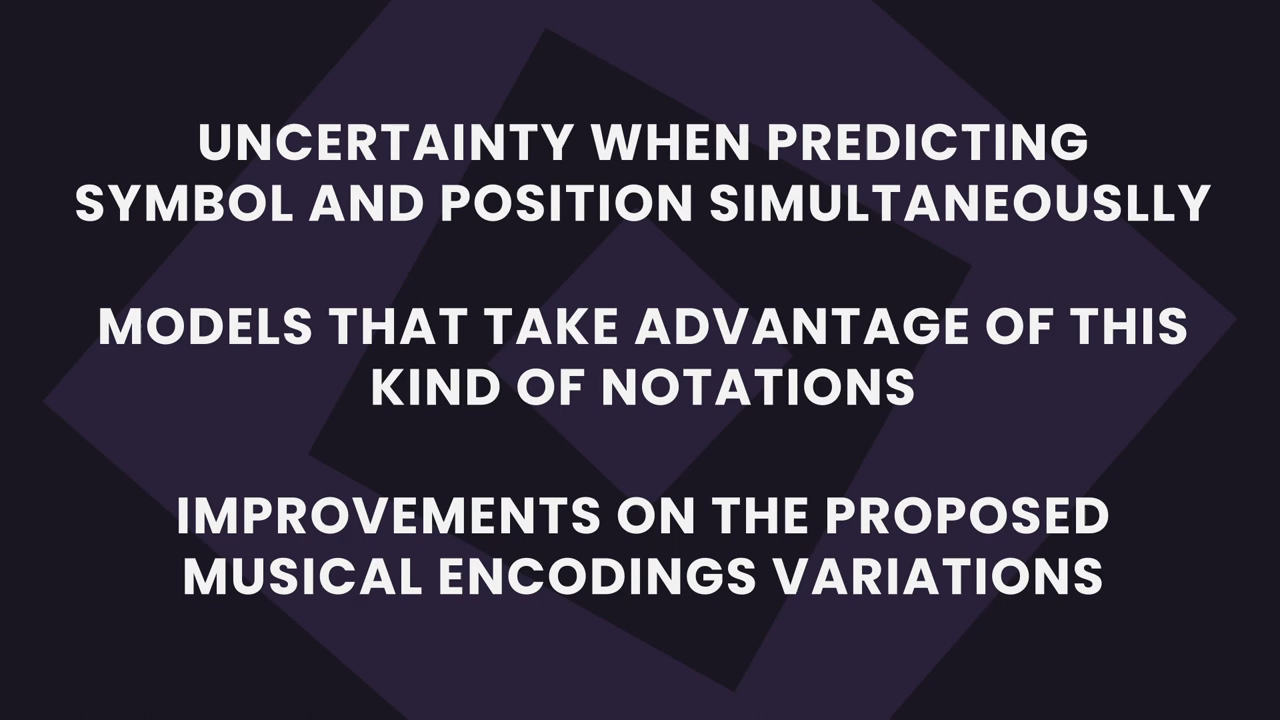 UNCERTAINTY WHEN PREDICTING
SYMBOL AND POSITION SIMULTANEOUSLLY
MODELS THAT TAKE ADVANTAGE OF THIS
KIND OF NOTATIONS
IMPROVEMENTS ON THE PROPOSED
MUSICAL ENCODINGS VARIATIONS